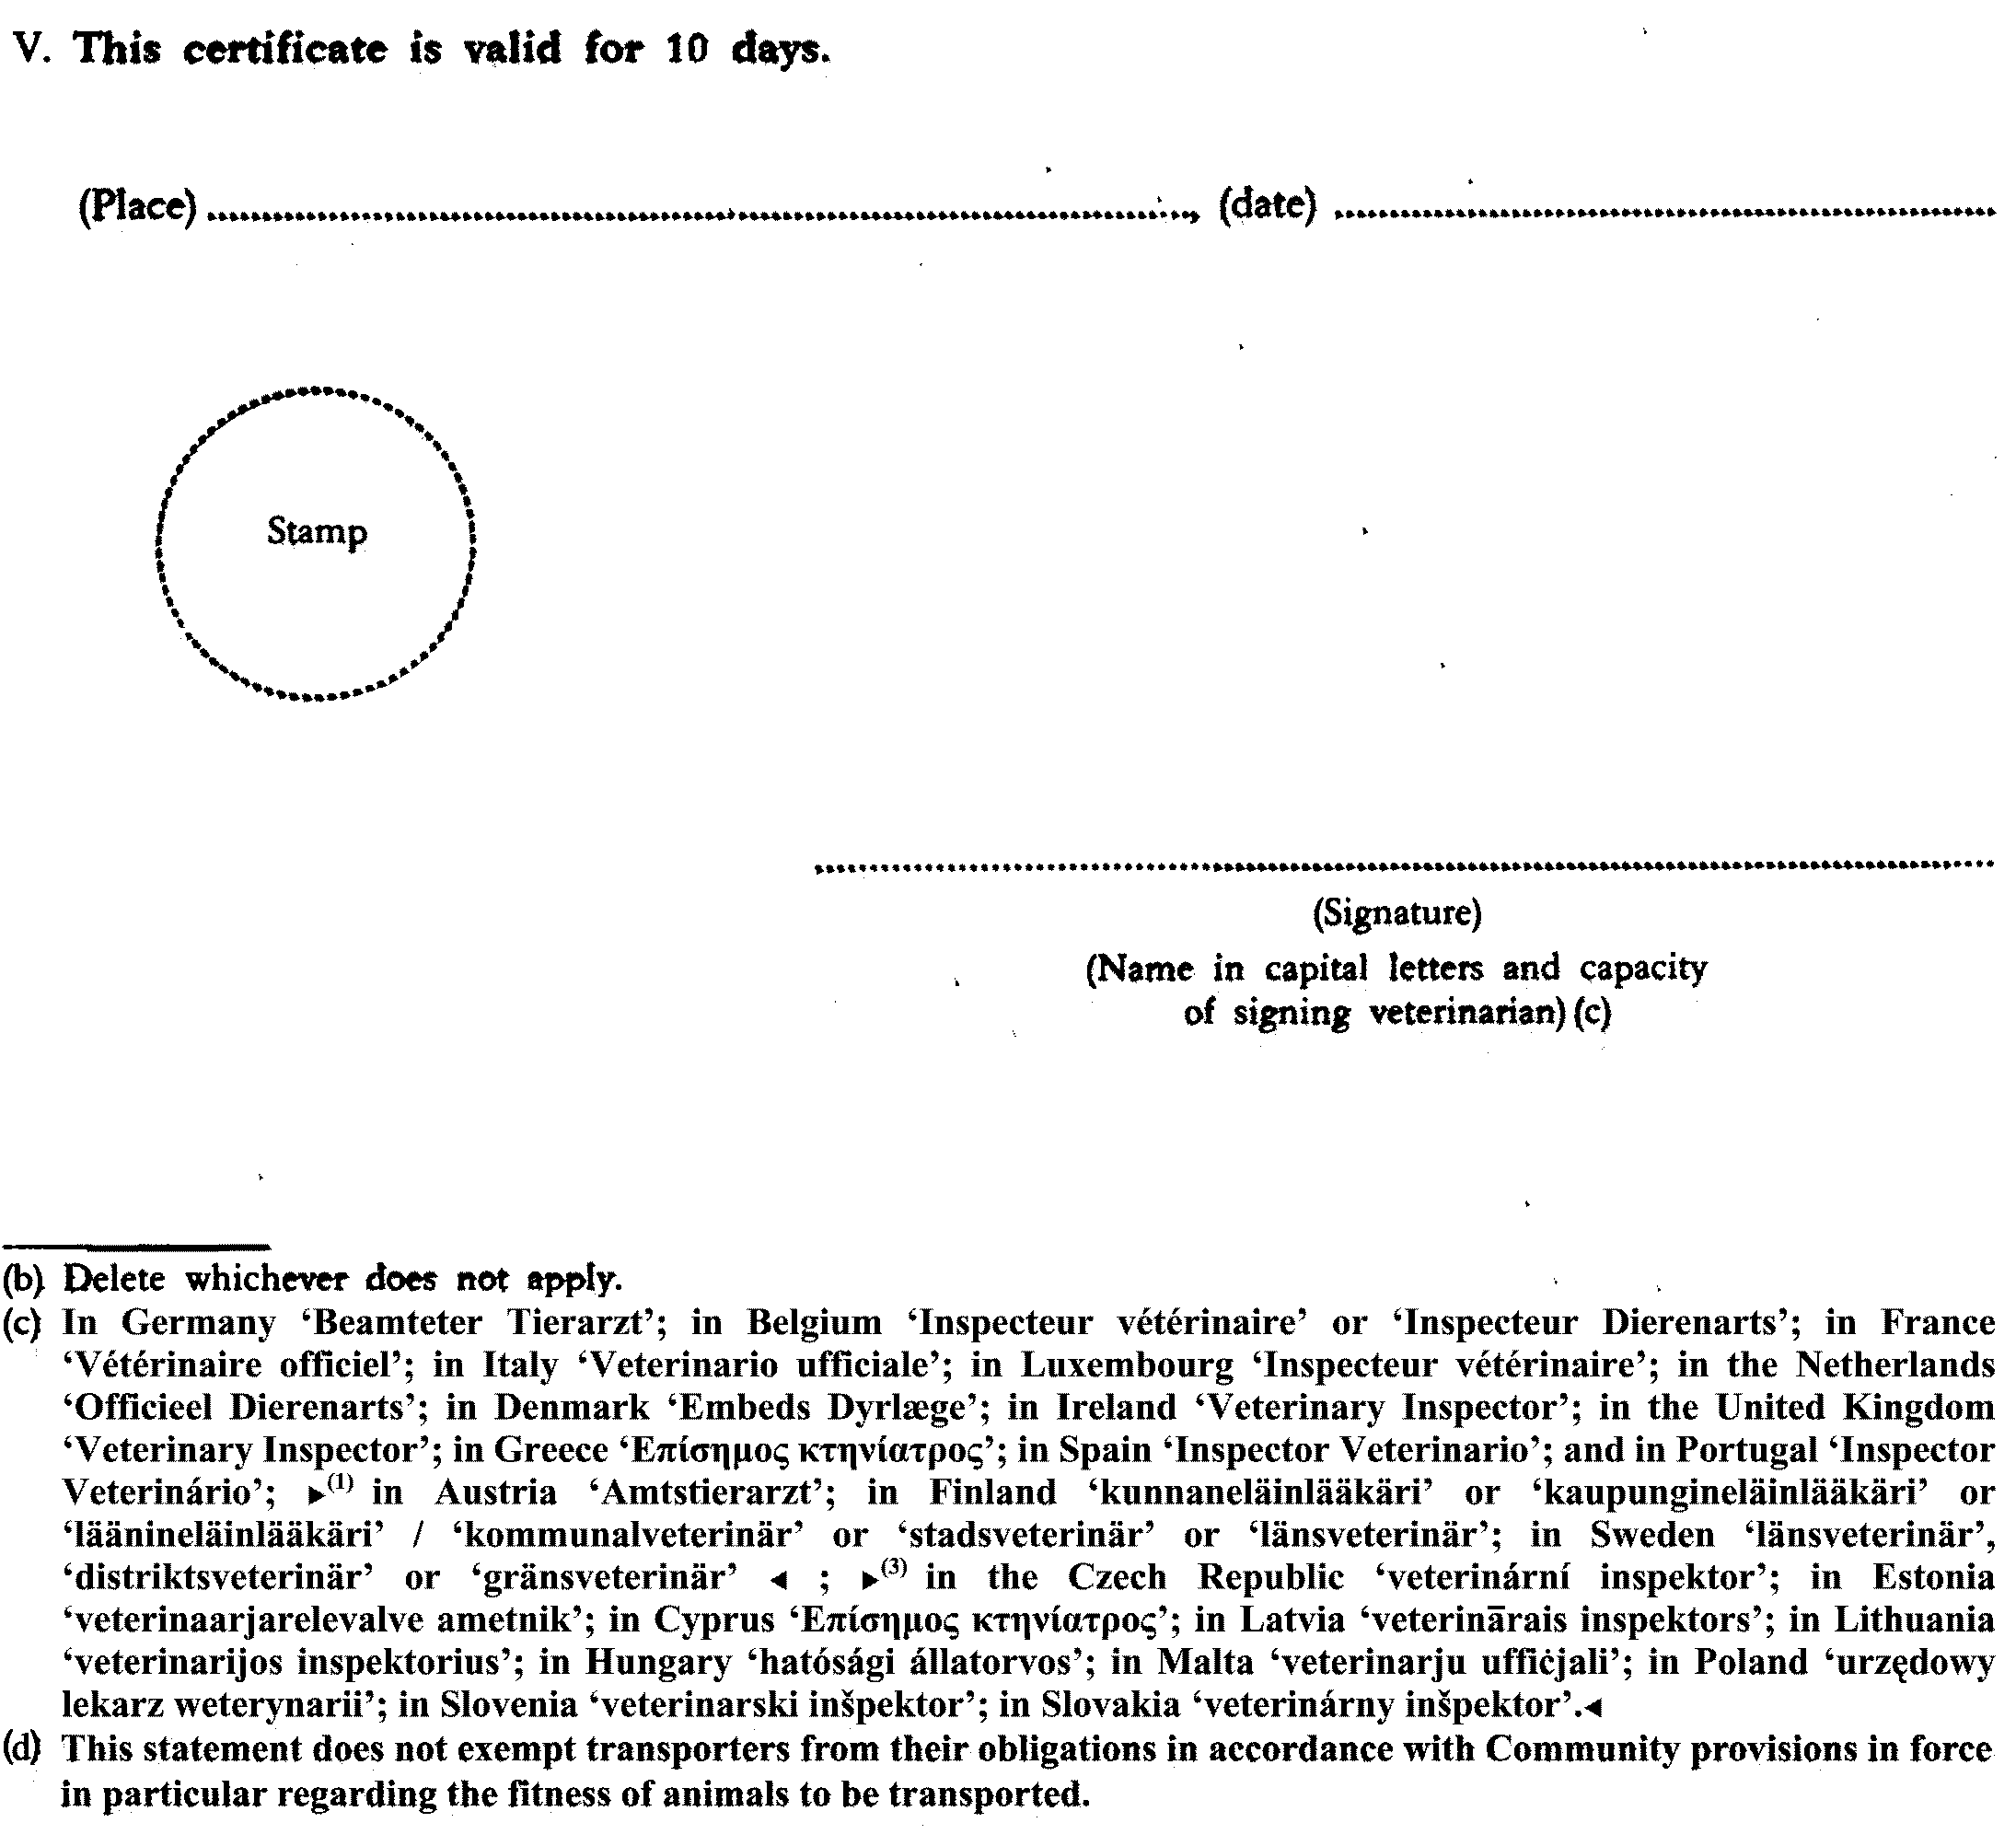 V. This certificate is valid for 10 days.
(Place) ........................................................................................, (date) ............................................................
Stamp
(Signature)
(Name in capital letters and capacity
of signing veterinarian) (c)
(b) Delete whichever does not apply.
(c) In Germany ‘Beamteter Tierarzt’; in Belgium ‘Inspecteur vétérinaire’ or ‘Inspecteur Dierenarts’; in France
‘Vétérinaire officiel’; in Italy ‘Veterinario ufficiale’; in Luxembourg ‘Inspecteur vétérinaire’; in the Netherlands
‘Officieel Dierenarts’; in Denmark ‘Embeds Dyrlæge’; in Ireland ‘Veterinary Inspector’; in the United Kingdom
‘Veterinary Inspector’; in Greece ‘Επίσημος κτηνίατρος’; in Spain ‘Inspector Veterinario’; and in Portugal ‘Inspector
Veterinário’; ►(1) in Austria ‘Amtstierarzt’; in Finland ‘kunnaneläinlääkäri’ or ‘kaupungineläinlääkäri’ or
‘läänineläinlääkäri’ / ‘kommunalveterinär’ or ‘stadsveterinär’ or ‘länsveterinär’; in Sweden ‘länsveterinär’,
‘distriktsveterinär’ or ‘gränsveterinär’ ◄ ; ►(3) in the Czech Republic ‘veterinární inspektor’; in Estonia
‘veterinaarjarelevalve ametnik’; in Cyprus ‘Επίσημος κτηνίατρος’; in Latvia ‘veterinārais inspektors’; in Lithuania
‘veterinarijos inspektorius’; in Hungary ‘hatósági állatorvos’; in Malta ‘veterinarju uffiċjali’; in Poland ‘urzędowy
lekarz weterynarii’; in Slovenia ‘veterinarski inšpektor’; in Slovakia ‘veterinárny inšpektor’.◄
(d) This statement does not exempt transporters from their obligations in accordance with Community provisions in force
in particular regarding the fitness of animals to be transported.